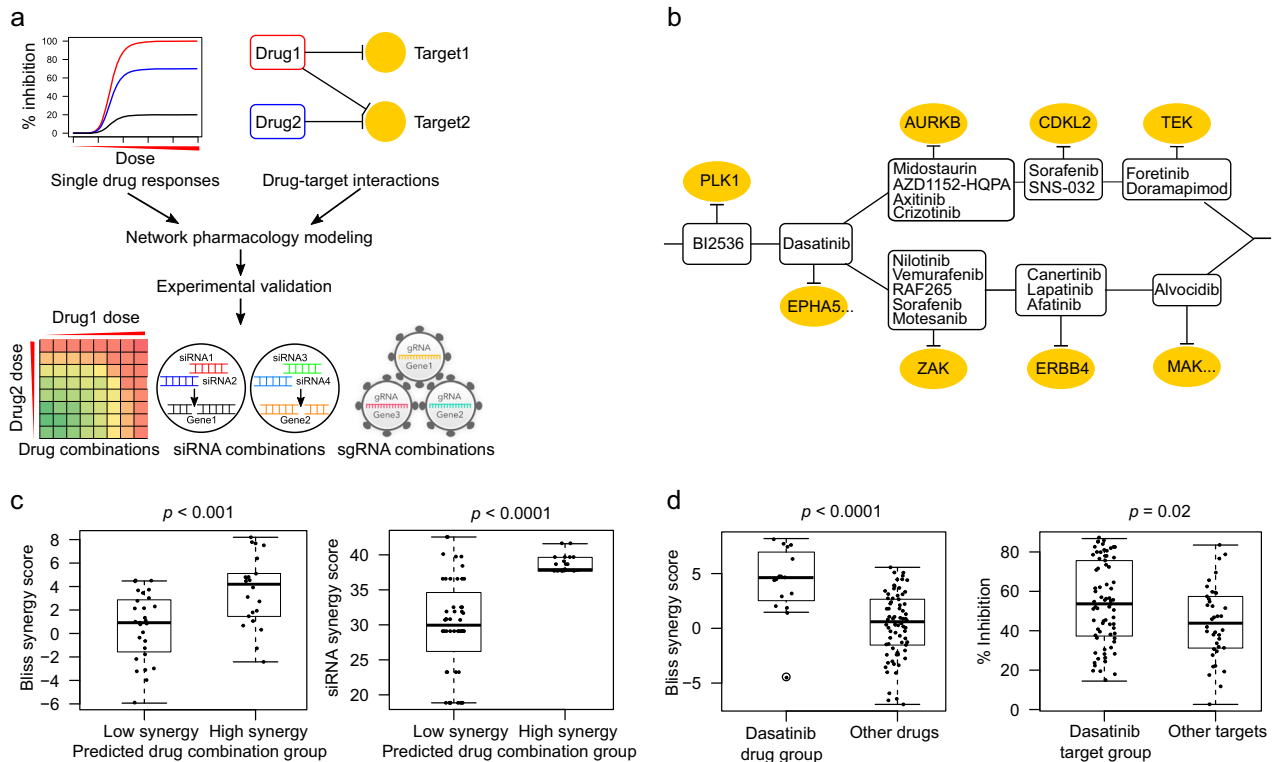 a
% inhibition
100
80
60
40
20
0
Dose
Single drug responses
Drug1
Drug2
Target1
Target2
Drug-target interactions
Network pharmacology modeling
Experimental validation
Drug1 dose
Drug2 dose
Drug combinations
siRNA1
siRNA2
Gene1
siRNA3
siRNA4
Gene2
siRNA combinations
gRNA
Gene1
gRNA
Gene3
gRNA
Gene2
sgRNA combinations
b
PLK1
BI2536
Dasatinib
EPHA5...
AURKB
Midostaurin
AZD1152-HQPA
Axitinib
Crizotinib
CDKL2
Sorafenib
SNS-032
TEK
Foretinib
Doramapimod
Nilotinib
Vemurafenib
RAF265
Sorafenib
Motesanib
ZAK
Canertinib
Lapatinib
Afatinib
ERBB4
Alvocidib
MAK...
c
p < 0.001
Bliss synergy score
8
6
4
2
0
−2
−4
−6
Low synergy
High synergy
Predicted drug combination group
p < 0.0001
siRNA synergy score
40
35
30
25
20
Low synergy
High synergy
Predicted drug combination group
d
p < 0.0001
Bliss synergy score
5
0
−5
Dasatinib
drug group
Other drugs
p = 0.02
% Inhibition
80
60
40
20
0
Dasatinib
target group
Other targets